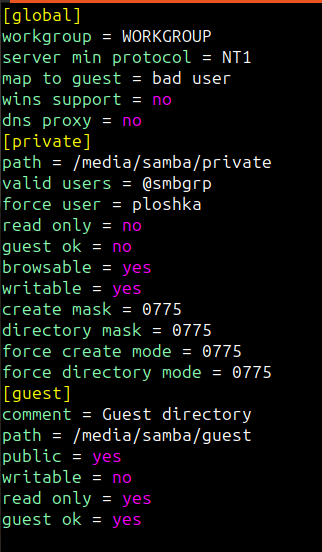 [global]
workgroup = WORKGROUP
server min protocol = NT1
map to guest = bad user
wins support = no
dns proxy = no
[private]
path = /media/samba/private
valid users = @smbgrp
force user = ploshka
read only = no
guest ok = no
browsable = yes
writable = yes
create mask = 0775
directory mask = 0775
force create mode = 0775
force directory mode = 0775
[guest]
comment = Guest directory
path = /media/samba/guest
public = yes
writable = no
read only = yes
guest ok = yes